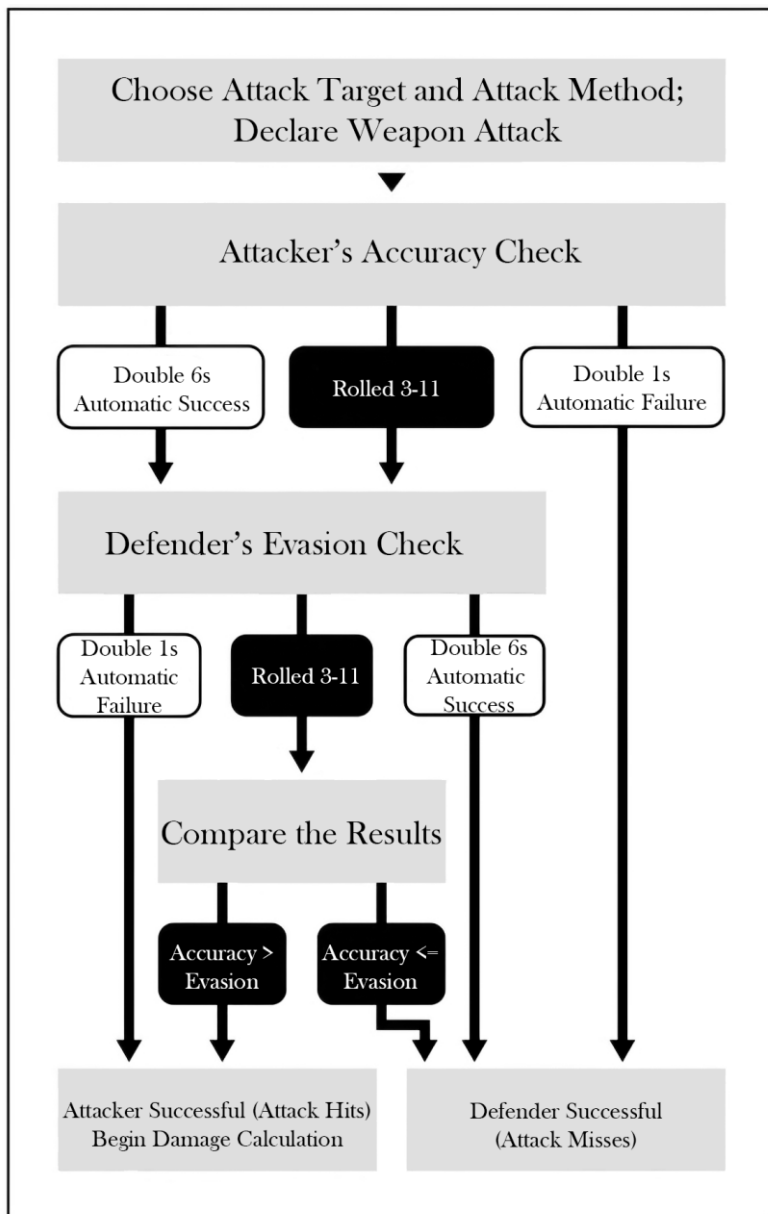 Choose Attack Target and Attack Method;
Declare Weapon Attack
Attacker's Accuracy Check
Double 6s
Automatic Success
Rolled 3-11
Double 1s
Automatic Failure
Defender's Evasion Check
Double 1s
Automatic
Failure
Rolled 3-11
Double 6s
Automatic
Success
Compare the Results
Accuracy >
Evasion
Accuracy <=
Evasion
Attacker Successful (Attack Hits)
Begin Damage Calculation
Defender Successful
(Attack Misses)